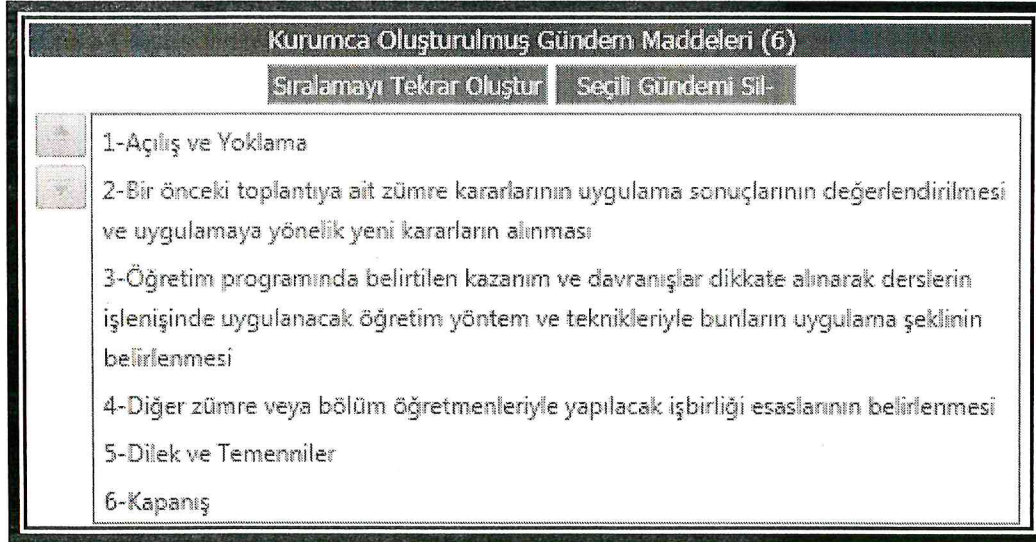 Kurumca Oluşturulmuş Gündem Maddeleri (6)
Sıralamayı Tekrar Oluştur Seçili Gündemi Sil-
1-Açılış ve Yoklama
2-Bir önceki toplantıya ait zümre kararlarının uygulama sonuçlarının değerlendirilmesi
ve uygulamaya yönelik yeni kararların alınması
3-Öğretim programında belirtilen kazanım ve davranışlar dikkate alınarak derslerin
işlenişinde uygulanacak öğretim yöntem ve teknikleriyle bunların uygulama şeklinin
belirlenmesi
4-Diğer zümre veya bölüm öğretmenleriyle yapılacak işbirliği esaslarının belirlenmesi
5-Dilek ve Temenniler
6-Kapanış